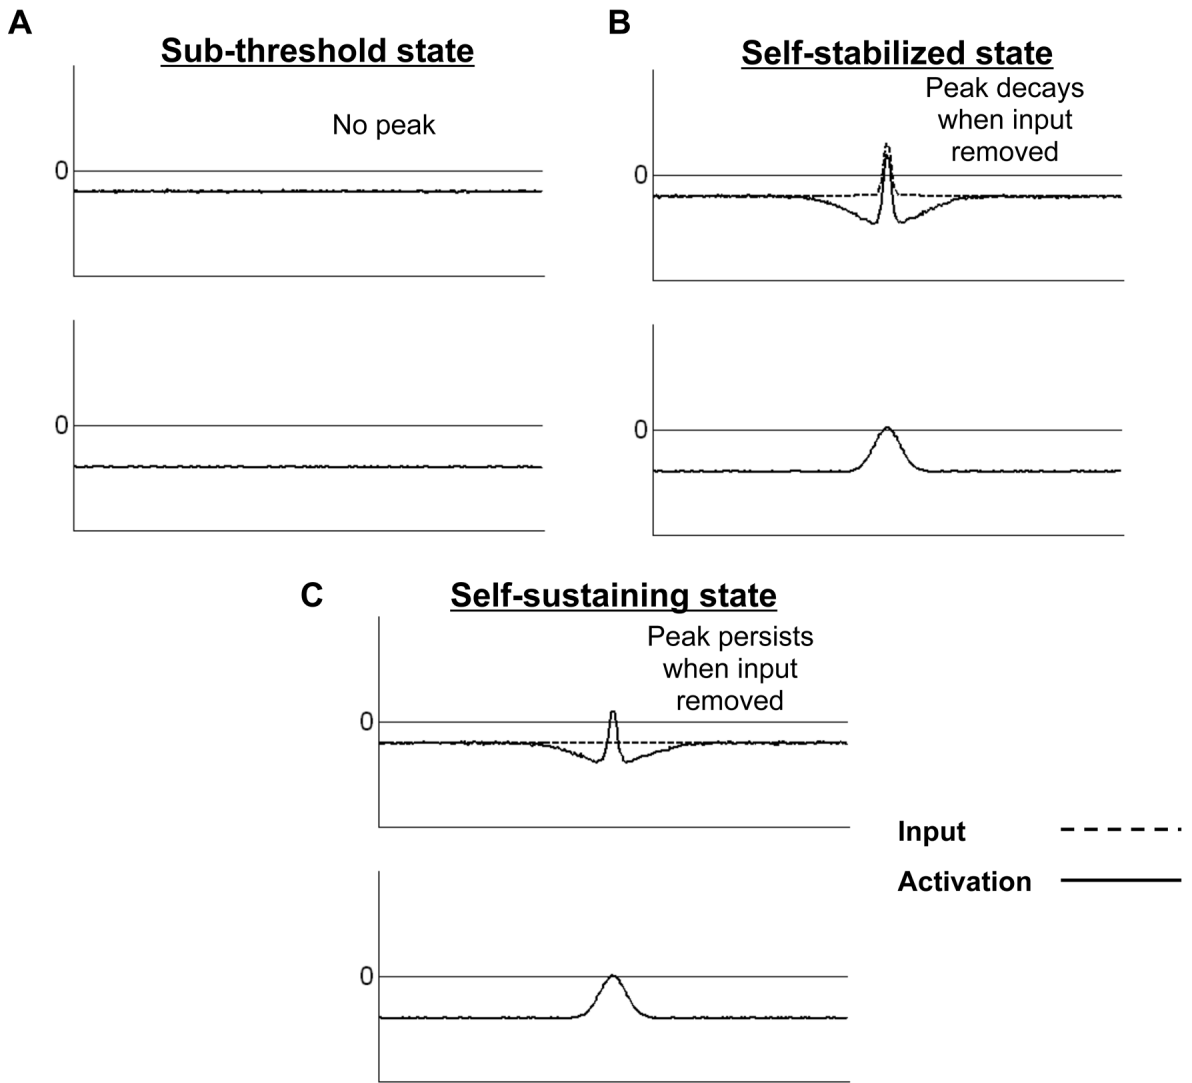 A
Sub-threshold state
No peak
0
0
B
Self-stabilized state
Peak decays
when input
removed
0
0
C
Self-sustaining state
Peak persists
when input
removed
0
0
Input
Activation